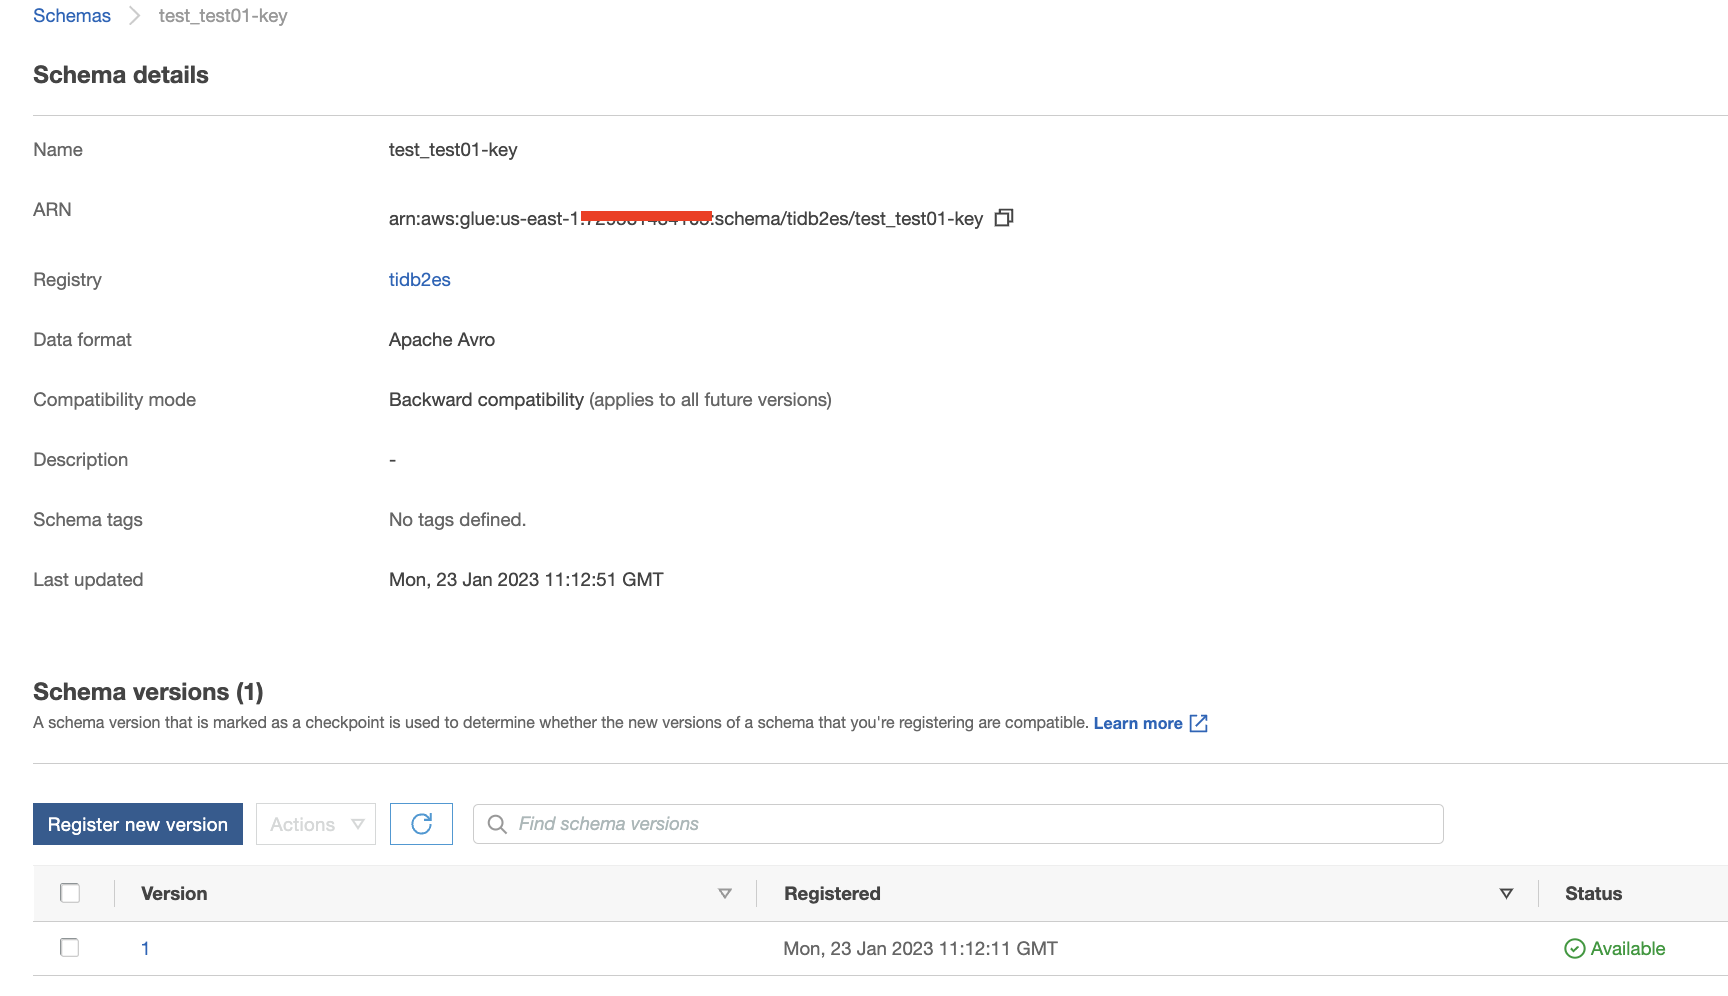 Schemas > test_test01-key
Schema details
Name test_test01-key
ARN arn:aws:glue:us-east-1: :schema/tidb2es/test_test01-key
Registry tidb2es
Data format Apache Avro
Compatibility mode Backward compatibility (applies to all future versions)
Description -
Schema tags No tags defined.
Last updated Mon, 23 Jan 2023 11:12:51 GMT
Schema versions (1)
A schema version that is marked as a checkpoint is used to determine whether the new versions of a schema that you're registering are compatible. Learn more
Register new version Actions Find schema versions
Version Registered Status
1 Mon, 23 Jan 2023 11:12:11 GMT Available